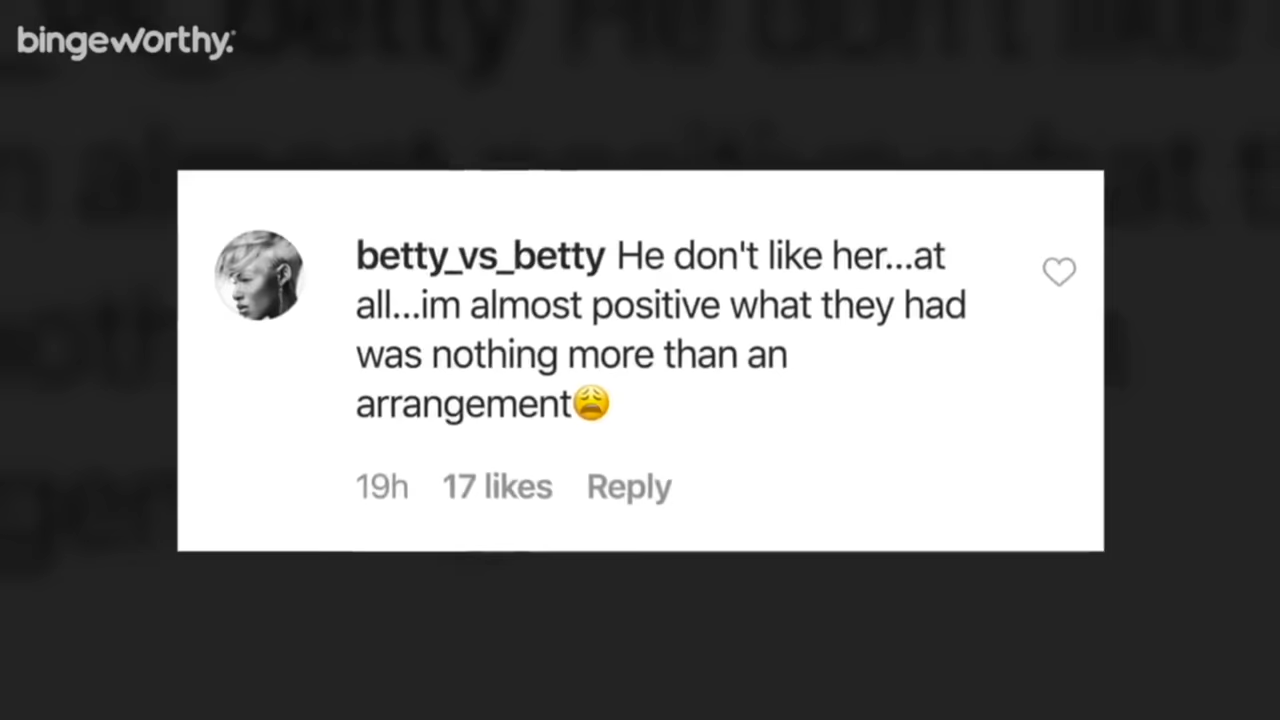 bingeworthy.
betty_vs_betty He don't like her...at
all...im almost positive what they had
was nothing more than an
arrangement😩
19h 17 likes Reply